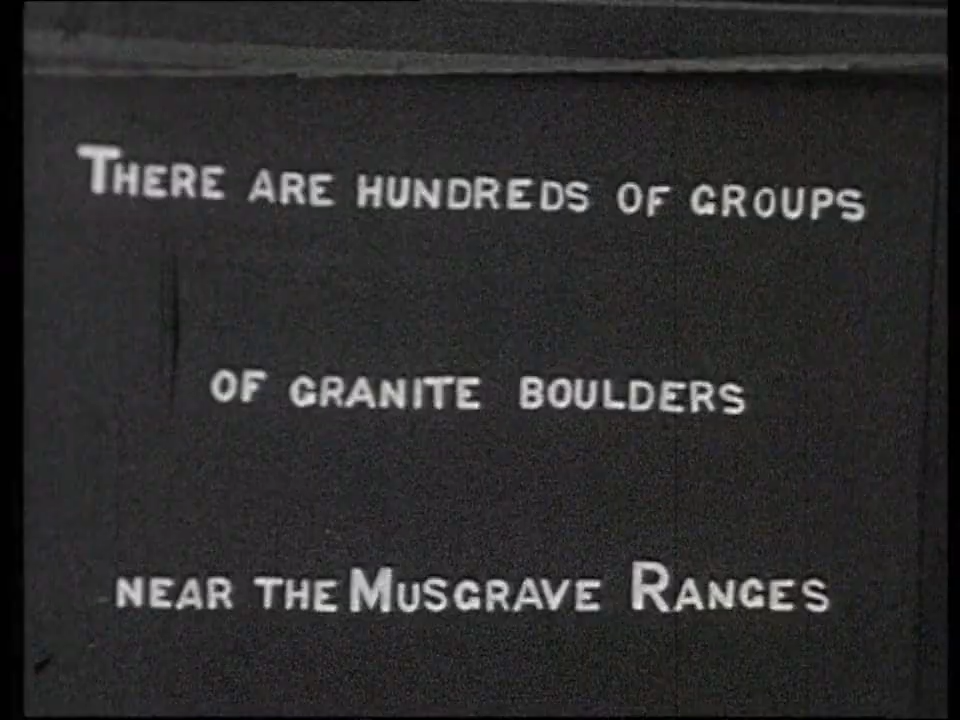 THERE ARE HUNDREDS OF GROUPS
OF GRANITE BOULDERS
NEAR THE MUSGRAVE RANGES